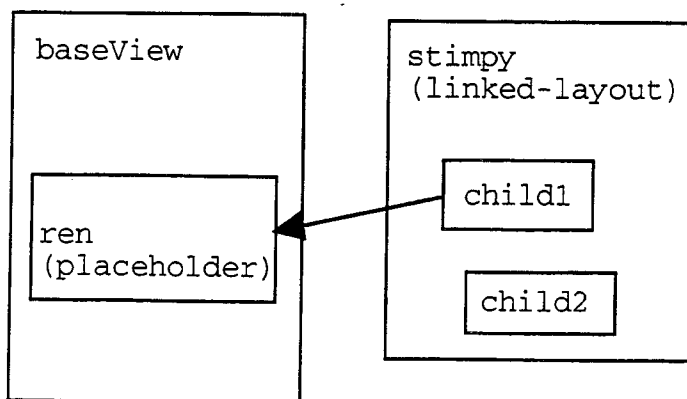 baseView
ren
(placeholder)
stimpy
(linked-layout)
child1
child2